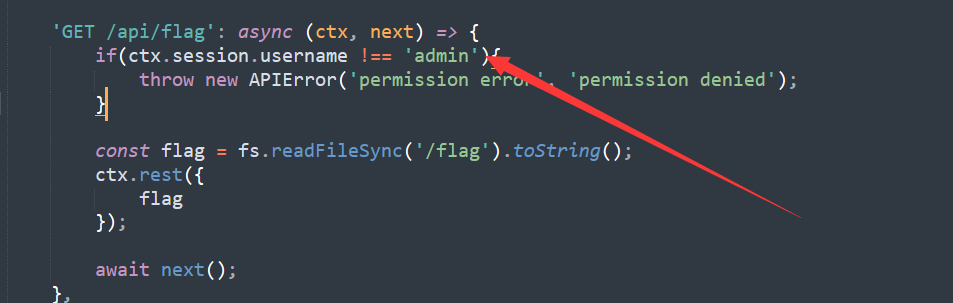 'GET /api/flag': async (ctx, next) => {
if(ctx.session.username !== 'admin'){
throw new APIError('permission error', 'permission denied');
}
const flag = fs.readFileSync('/flag').toString();
ctx.rest({
flag
});
await next();
},